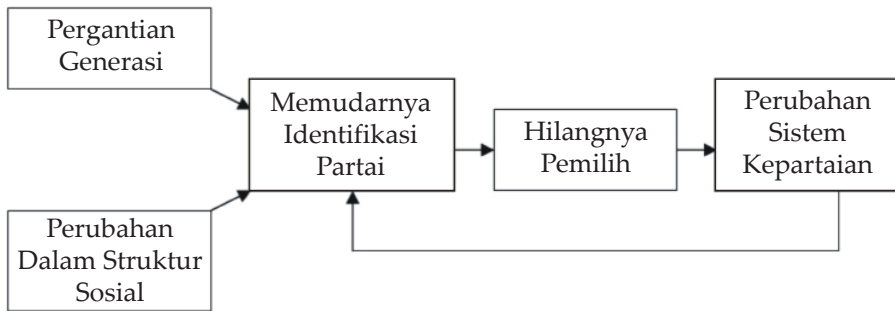 Pergantian
Generasi
Memudarnya
Identifikasi
Partai
Hilangnya
Pemilih
Perubahan
Sistem
Kepartaian
Perubahan
Dalam Struktur
Sosial